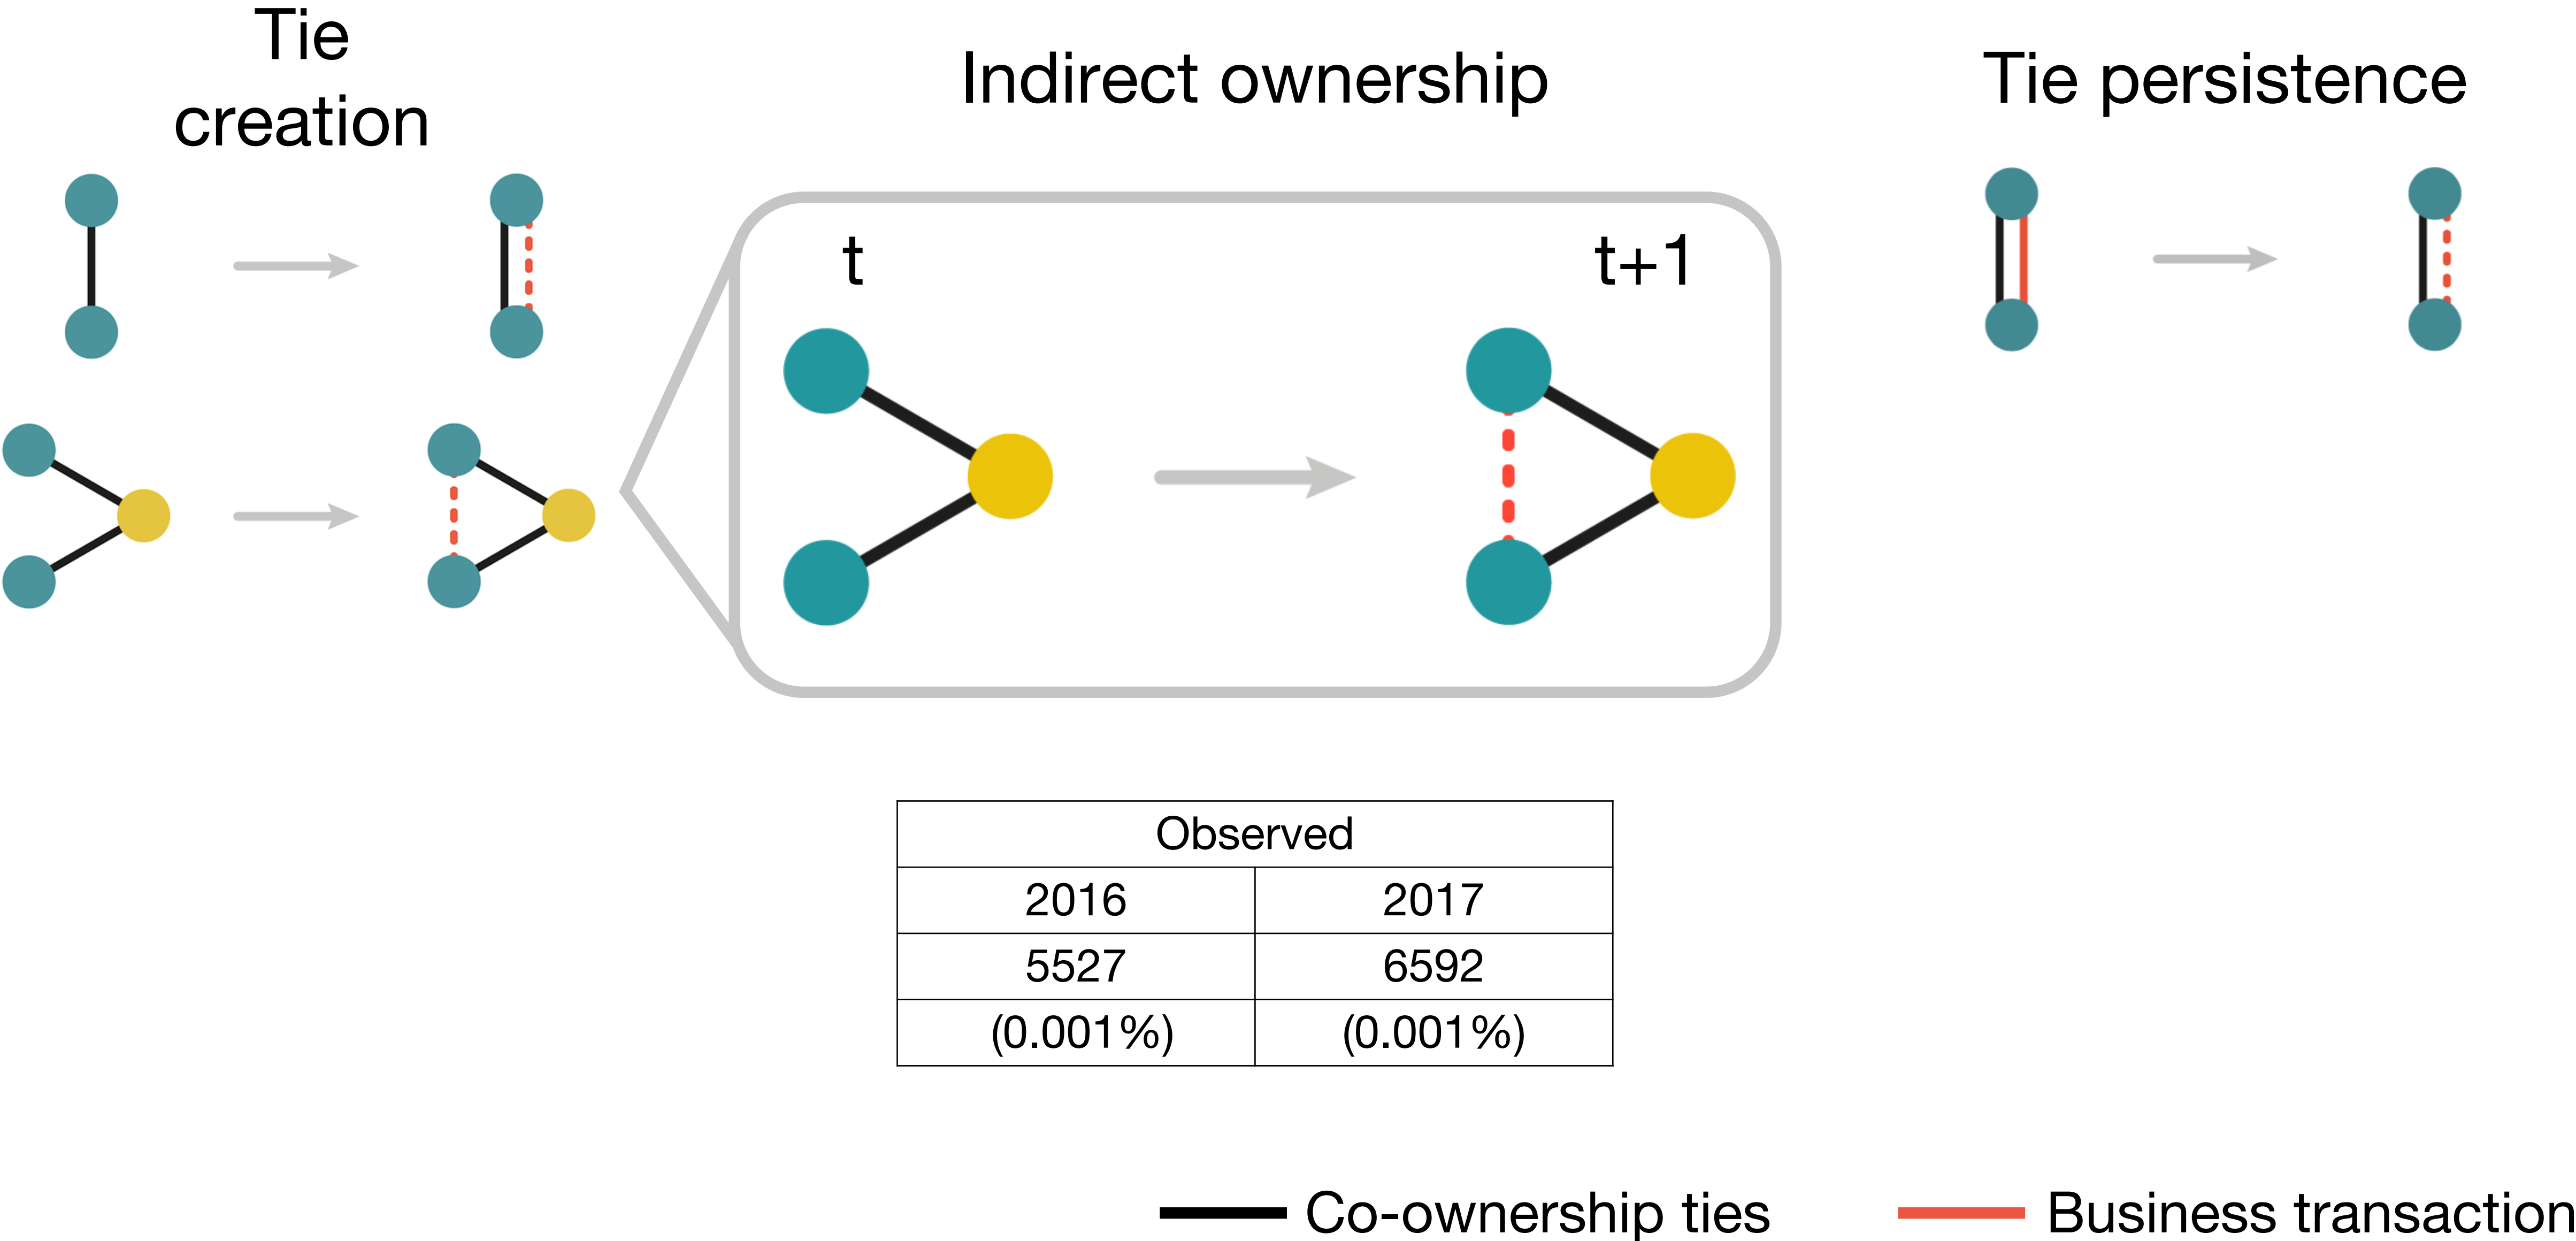 Tie
creation
Indirect ownership
Tie persistence
t
t+1
Observed
2016 2017
5527 6592
(0.001%) (0.001%)
Co-ownership ties
Business transaction